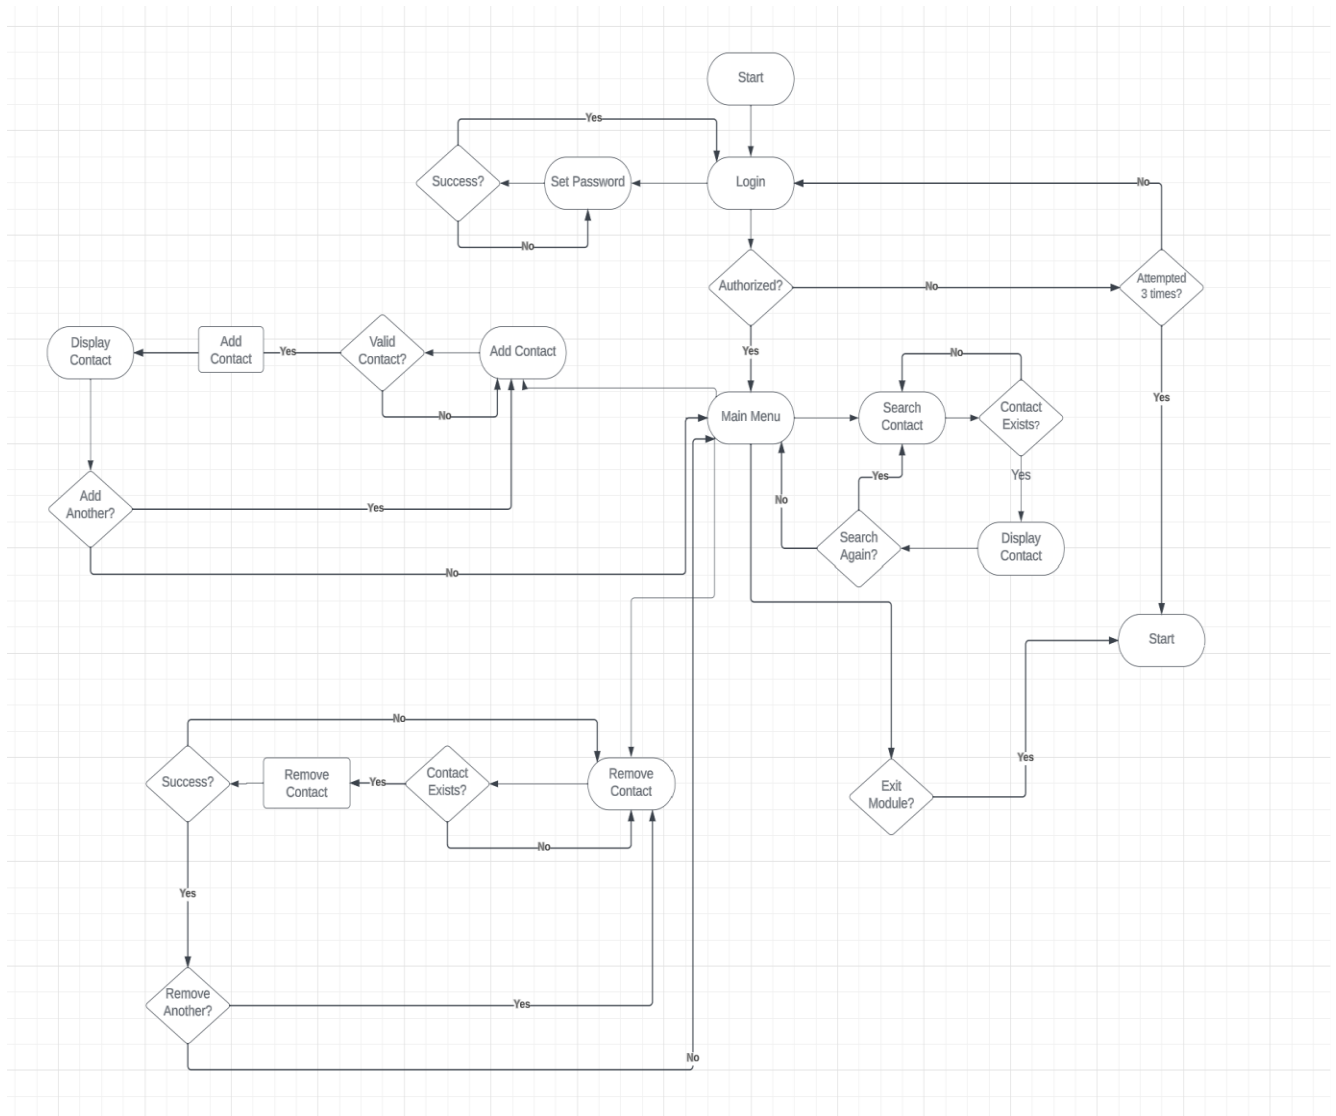 Start
Yes
Success?
Set Password
Login
No
No
Authorized?
No
Attempted
3 times?
Display
Contact
Add
Contact
Yes
Valid
Contact?
Add Contact
Yes
No
No
Main Menu
Search
Contact
Contact
Exists?
Yes
Yes
Yes
No
Add
Another?
Yes
Search
Again?
Display
Contact
No
Start
No
Success?
Remove
Contact
Yes
Contact
Exists?
Remove
Contact
Yes
Exit
Module?
No
Yes
Remove
Another?
Yes
No